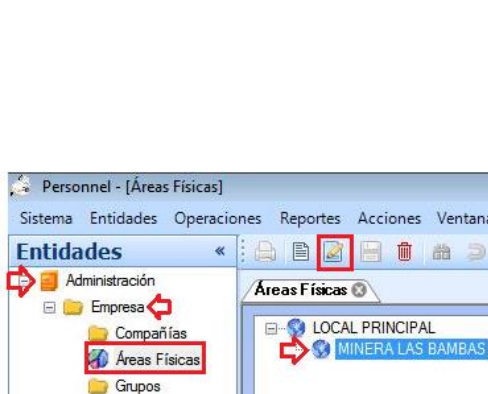 Personnel - [Áreas Físicas]
Sistema Entidades Operaciones Reportes Acciones Ventana
Entidades «
Administración
Empresa
Compañías
Áreas Físicas
Grupos
Áreas Físicas
LOCAL PRINCIPAL
MINERA LAS BAMBAS